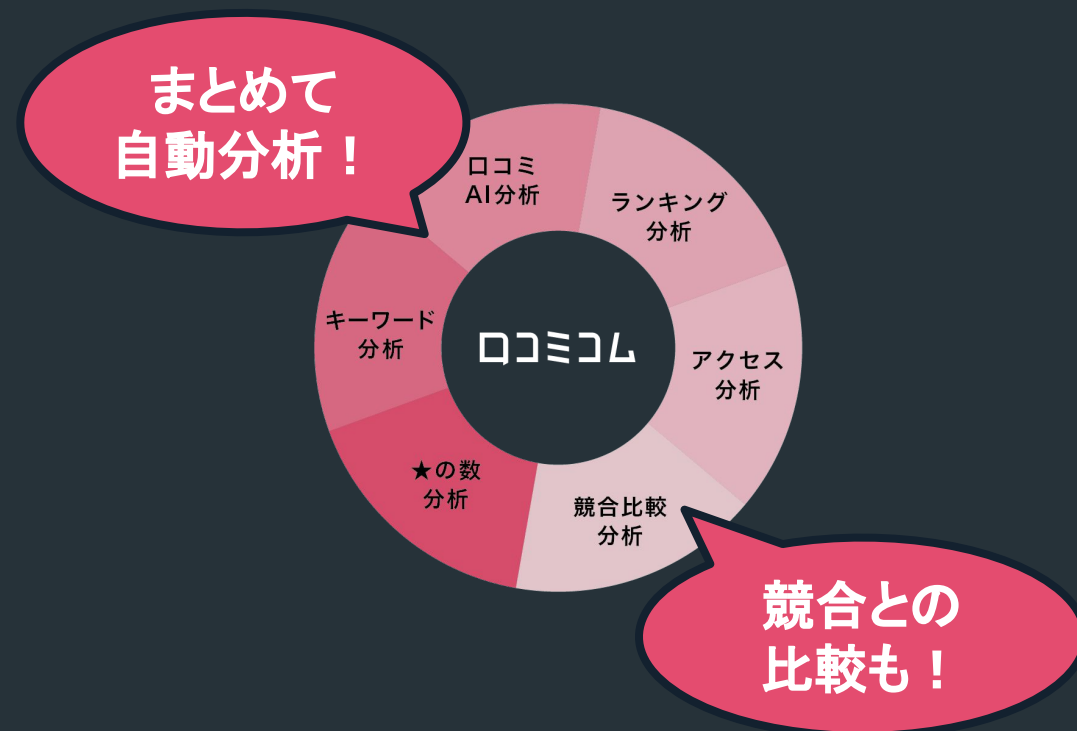 まとめて
自動分析！
口コミ
AI分析
ランキング
分析
キーワード
分析
口コミコム
アクセス
分析
★の数
分析
競合比較
分析
競合との
比較も！